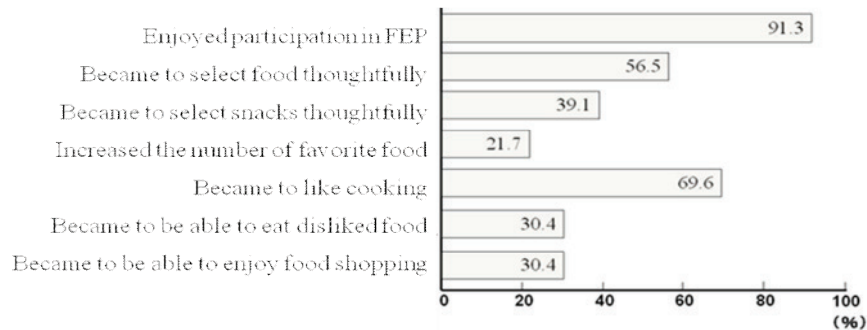 Enjoyed participation in FEP 91.3
Became to select food thoughtfully 56.5
Became to select snacks thoughtfully 39.1
Increased the number of favorite food 21.7
Became to like cooking 69.6
Became to be able to eat disliked food 30.4
Became to be able to enjoy food shopping 30.4
0 20 40 60 80 100
(%)